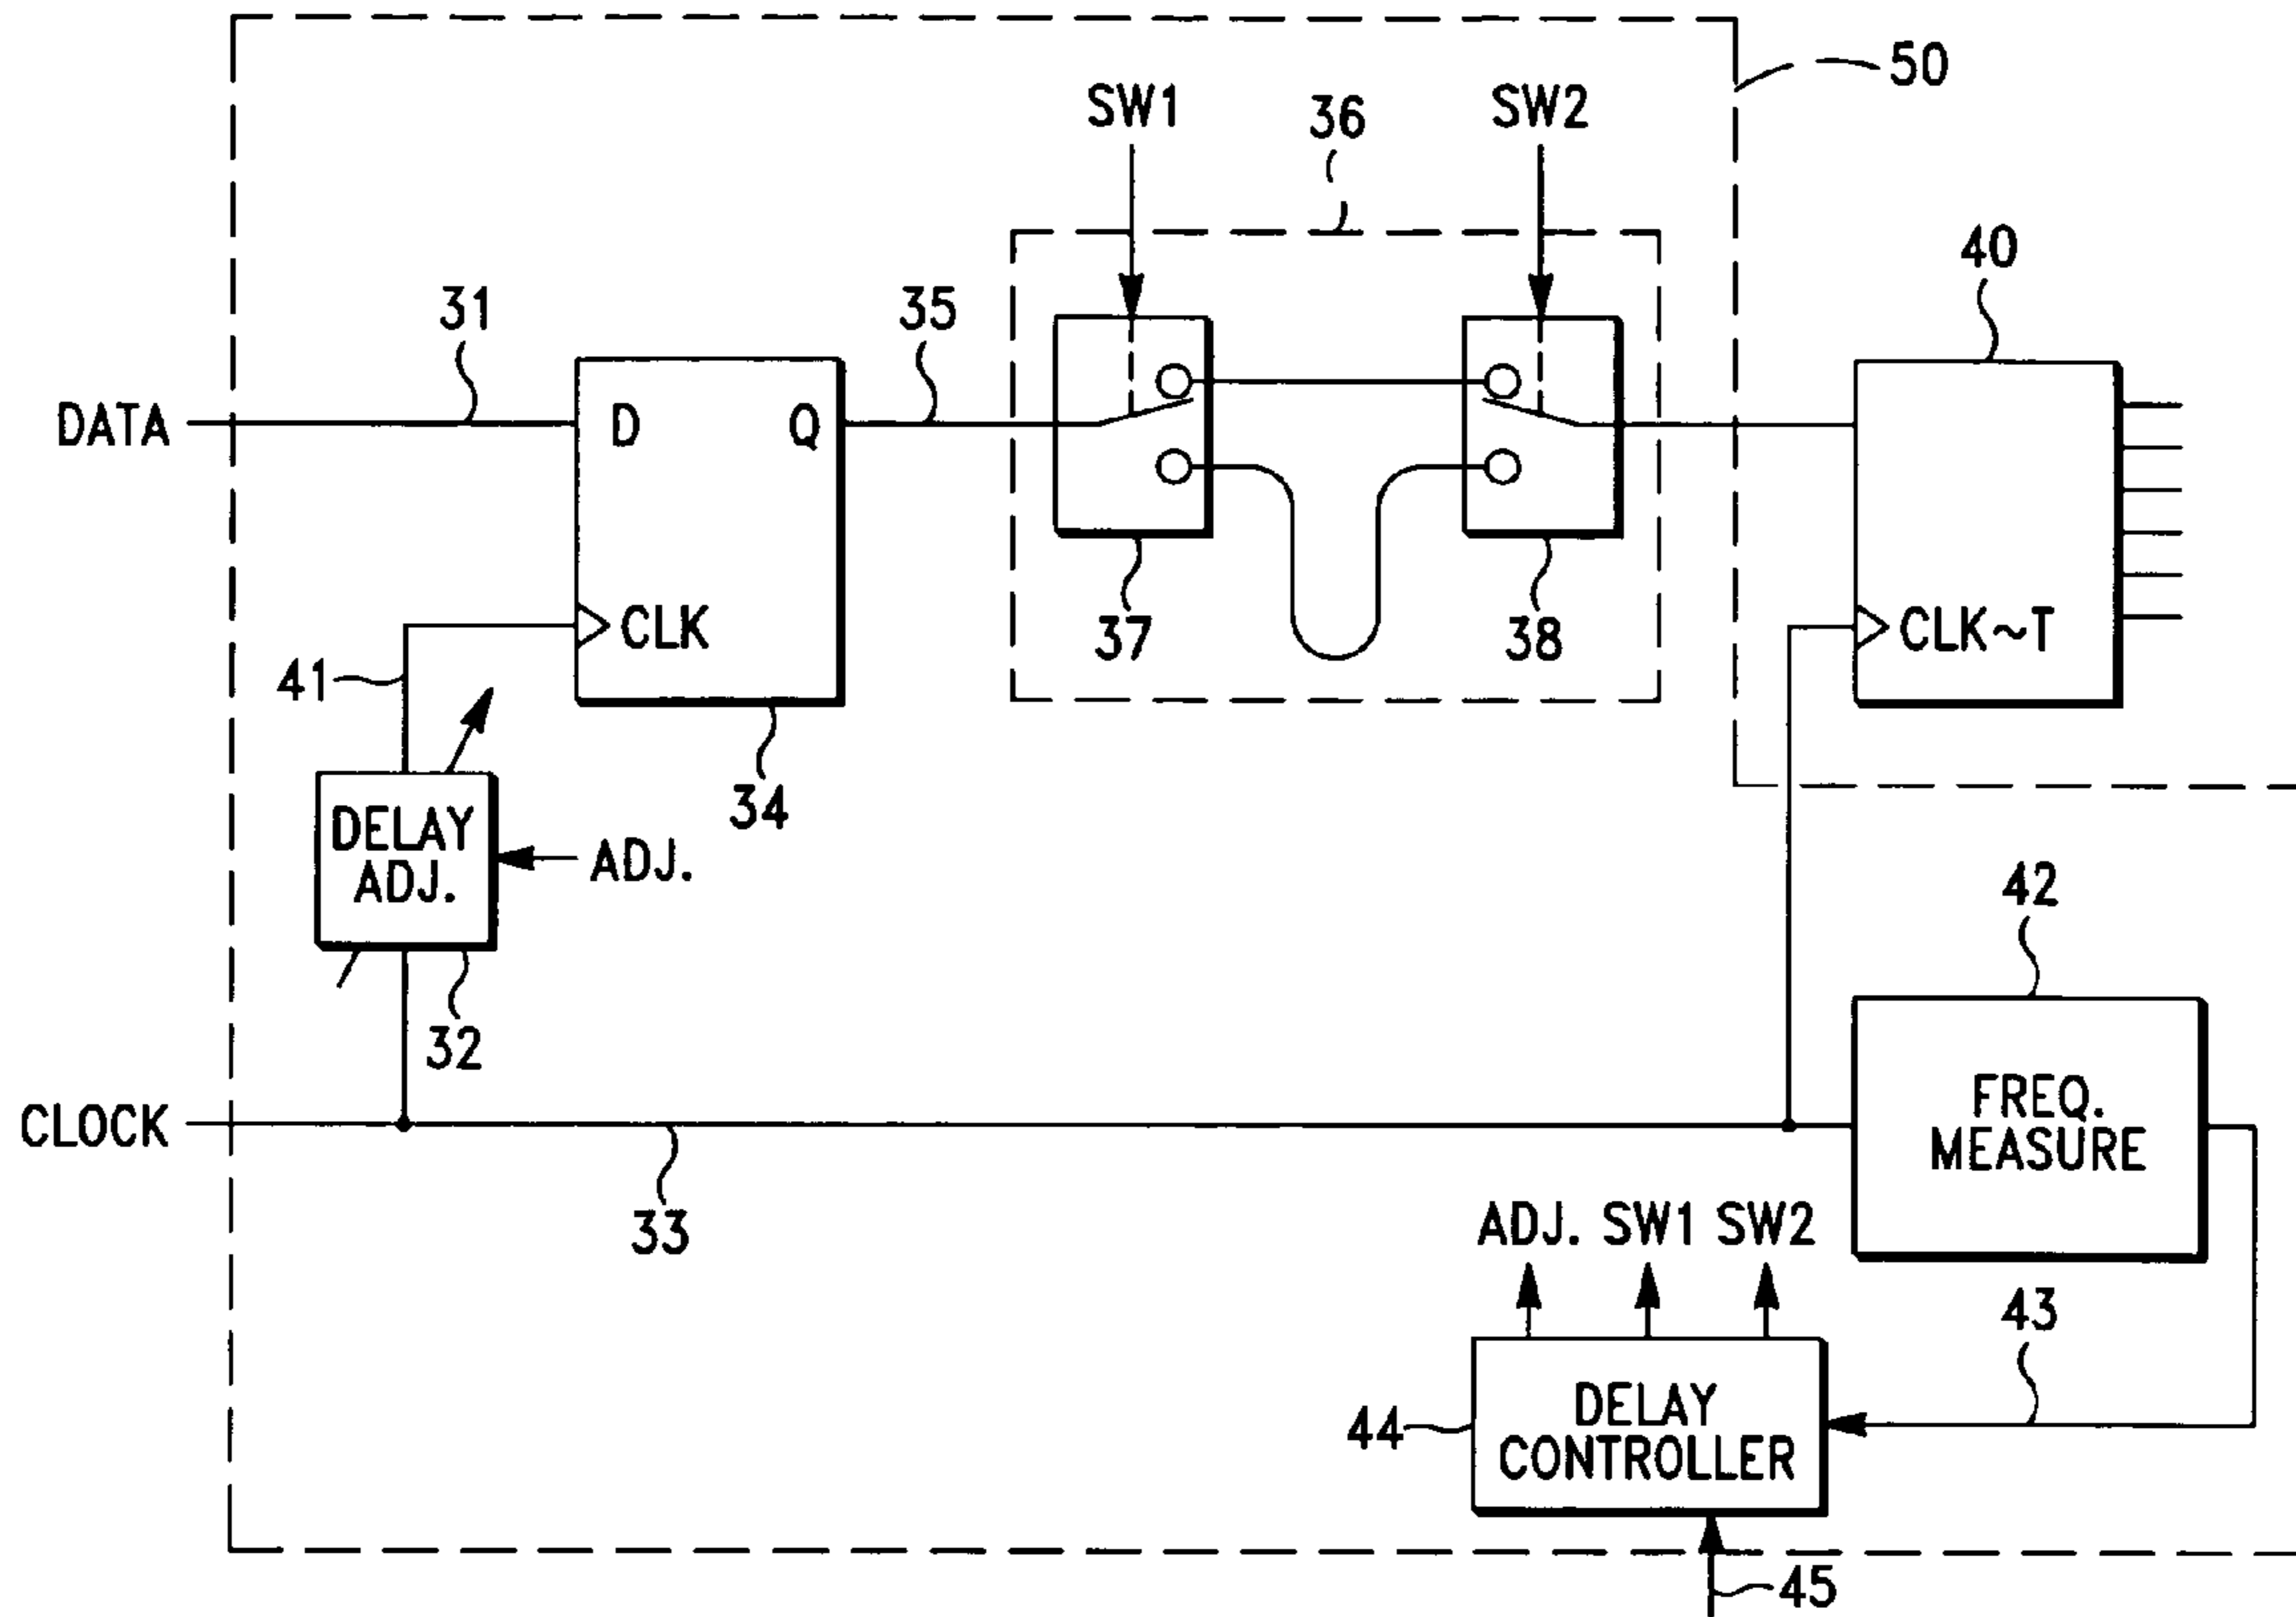 50
SW1
36
SW2
40
31
35
DATA
D
Q
CLK
CLK~T
41
37
38
34
DELAY
ADJ.
ADJ.
42
32
CLOCK
FREQ.
MEASURE
33
ADJ. SW1 SW2
43
44
DELAY
CONTROLLER
45